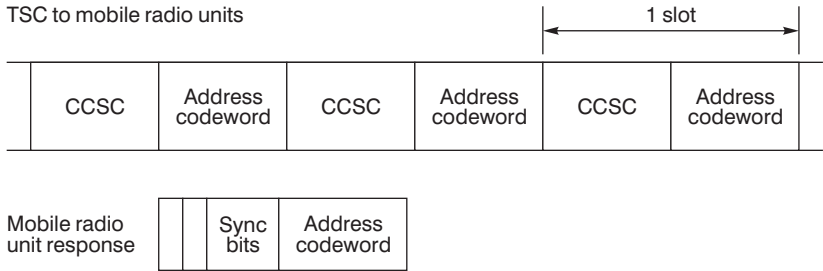 TSC to mobile radio units
1 slot
CCSC
Address
codeword
CCSC
Address
codeword
CCSC
Address
codeword
Mobile radio
unit response
Sync
bits
Address
codeword